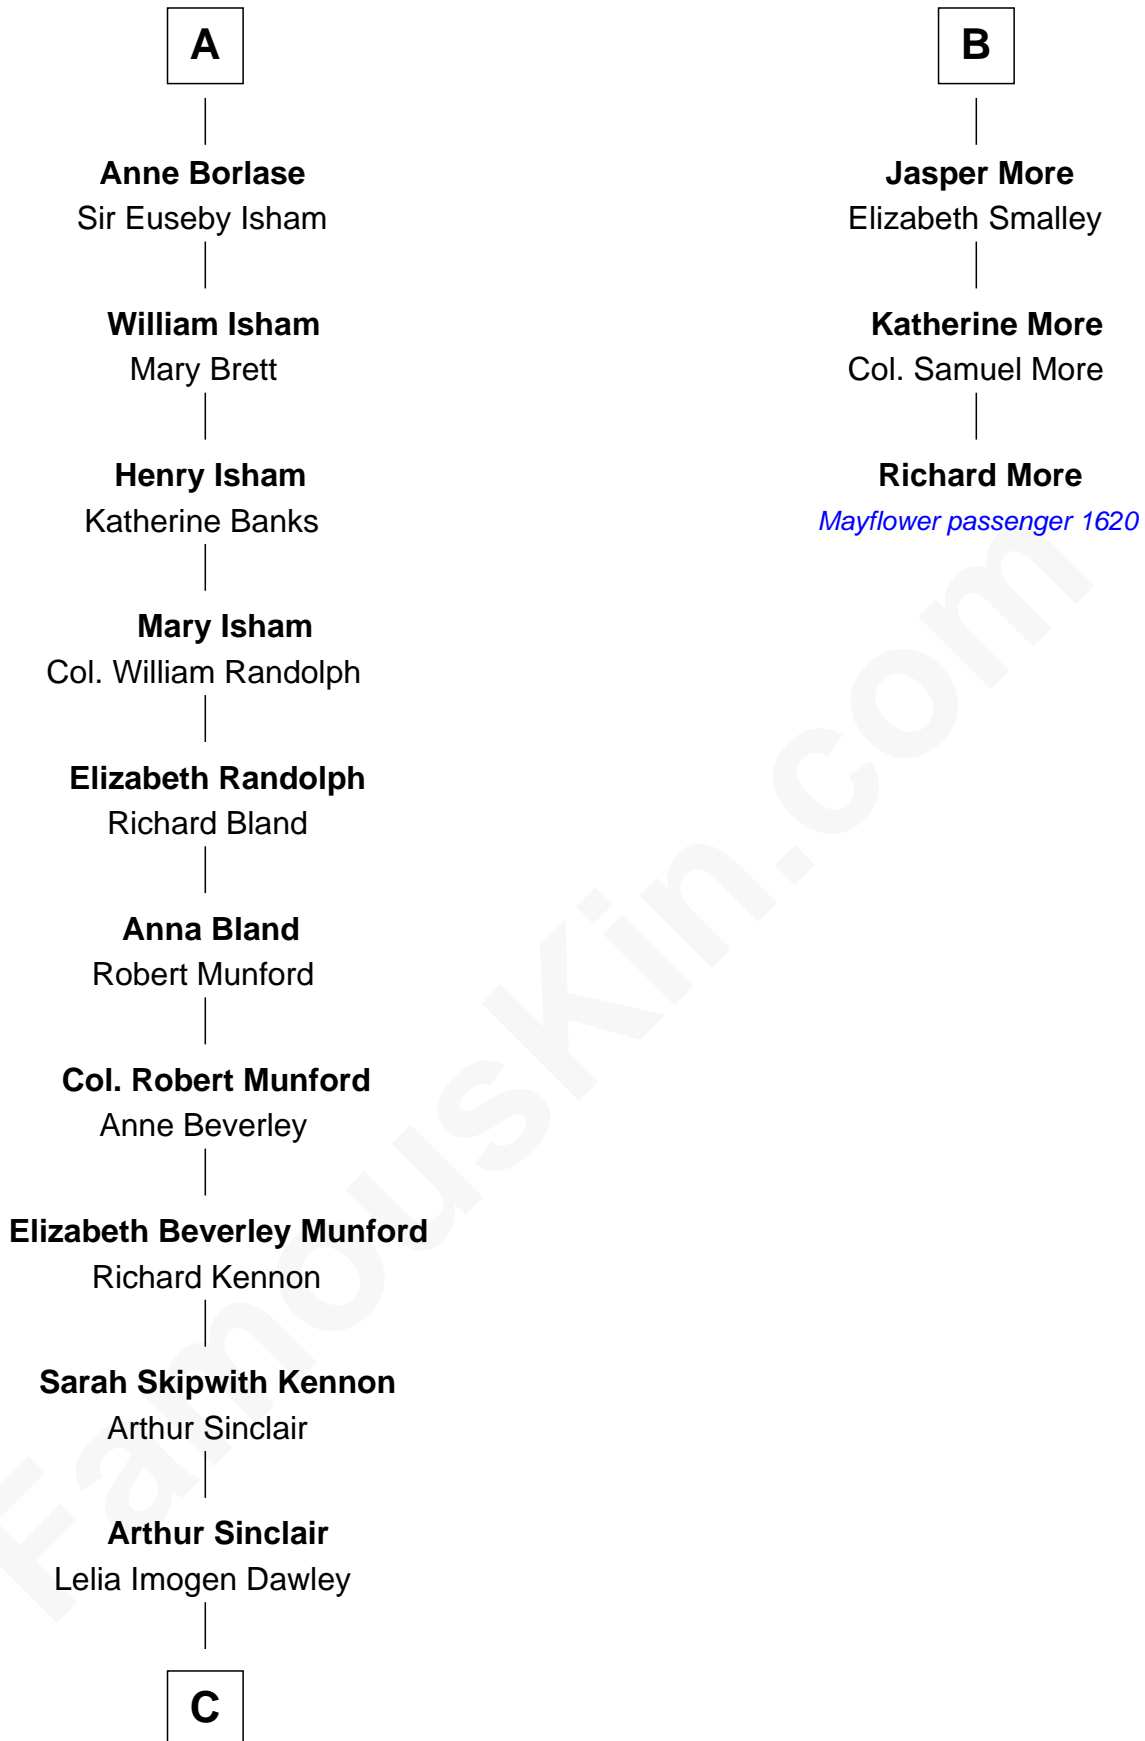 A
Anne Borlase
Sir Euseby Isham
William Isham
Mary Brett
Henry Isham
Katherine Banks
Mary Isham
Col. William Randolph
Elizabeth Randolph
Richard Bland
Anna Bland
Robert Munford
Col. Robert Munford
Anne Beverley
Elizabeth Beverley Munford
Richard Kennon
Sarah Skipwith Kennon
Arthur Sinclair
Arthur Sinclair
Lelia Imogen Dawley
C
B
Jasper More
Elizabeth Smalley
Katherine More
Col. Samuel More
Richard More
Mayflower passenger 1620
FamousKin.com